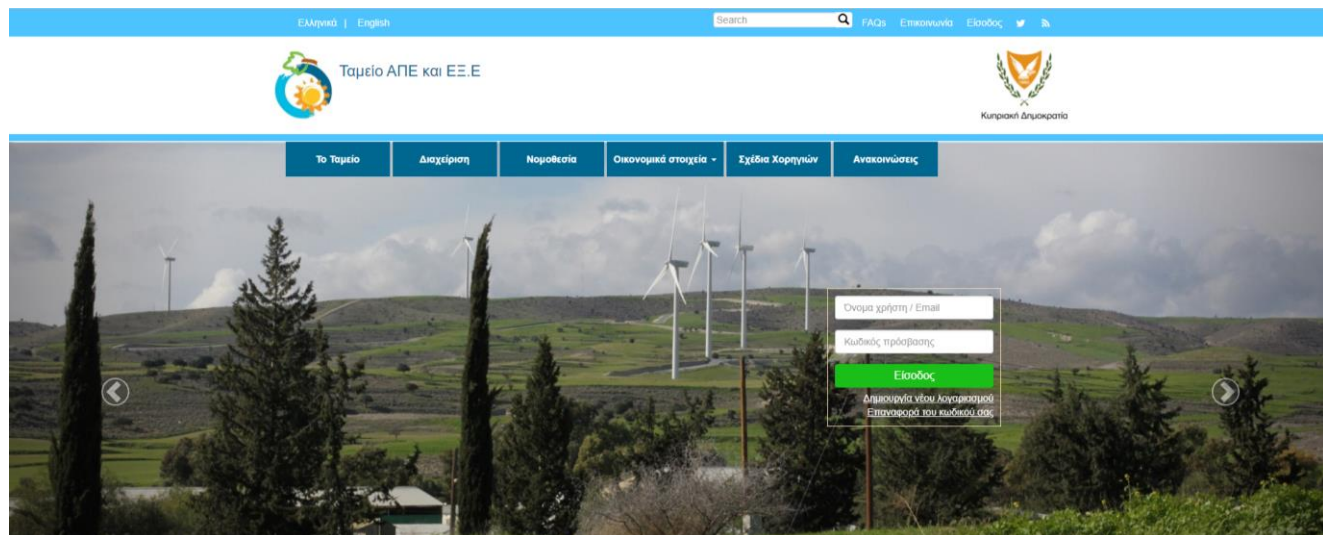 Ελληνικά | English
Search
FAQs Επικοινωνία Είσοδος
Ταμείο ΑΠΕ και ΕΞ.Ε
Κυπριακή Δημοκρατία
Το Ταμείο Διαχείριση Νομοθεσία Οικονομικά στοιχεία Σχέδια Χορηγιών Ανακοινώσεις
Όνομα χρήστη / Email
Κωδικός πρόσβασης
Είσοδος
Δημιουργία νέου λογαριασμού
Επαναφορά του κωδικού σας